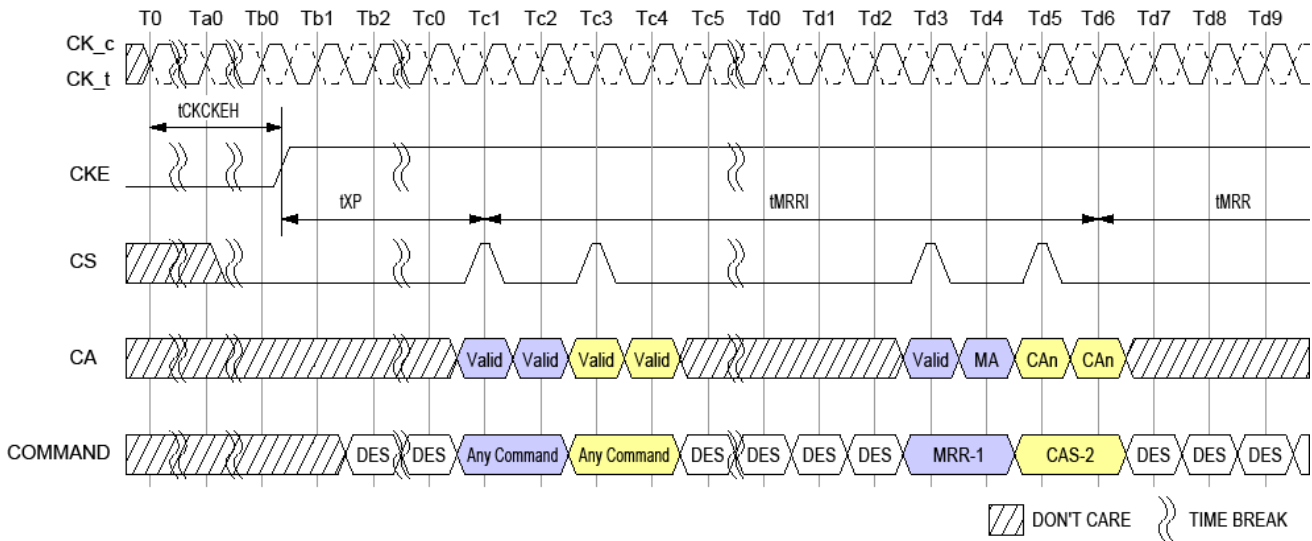 T0 Ta0 Tb0 Tb1 Tb2 Tc0 Tc1 Tc2 Tc3 Tc4 Tc5 Td0 Td1 Td2 Td3 Td4 Td5 Td6 Td7 Td8 Td9
CK_c
CK_t
tCKCKEH
CKE
tXP tMRRI tMRR
CS
CA Valid Valid Valid Valid Valid MA CAn CAn
COMMAND DES DES Any Command Any Command DES DES DES DES MRR-1 CAS-2 DES DES DES
DON'T CARE TIME BREAK